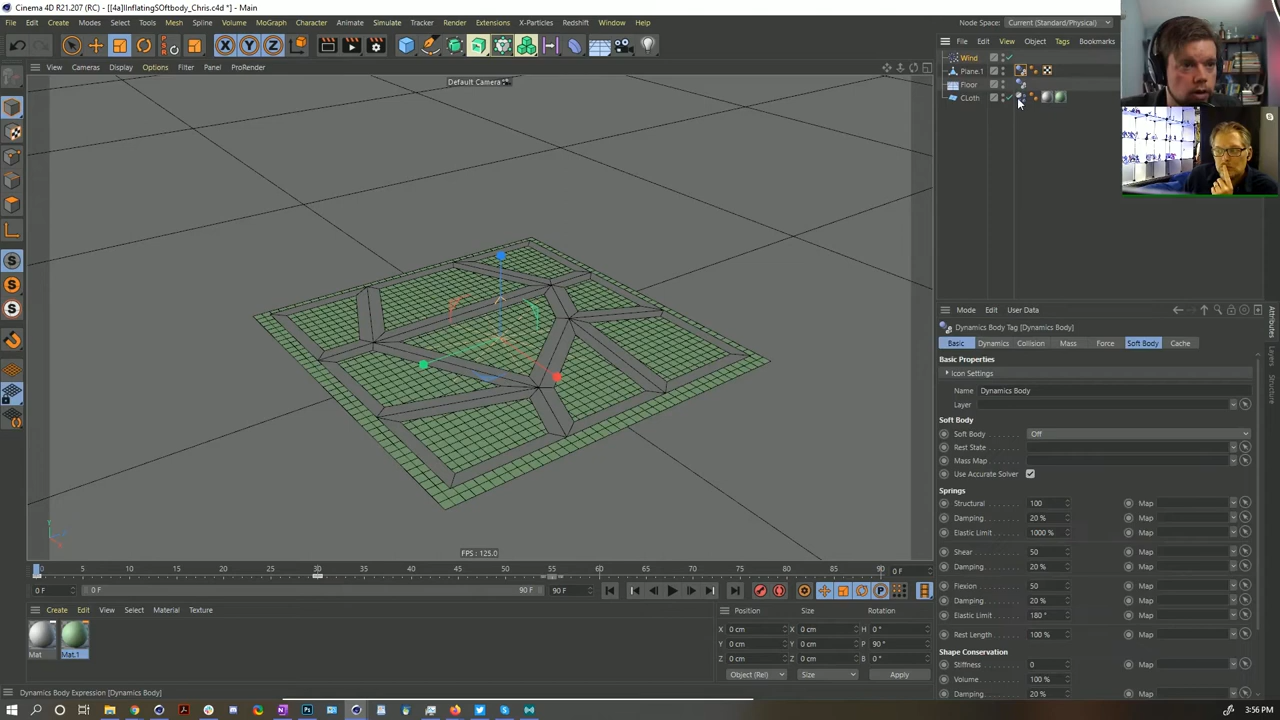 Cinema 4D R21.207 (RC) - [[4a]InflatingSOftbody_Chris.c4d *] - Main
File Edit Create Modes Select Tools Mesh Spline Volume MoGraph Character Animate Simulate Tracker Render Extensions X-Particles Redshift Window Help
Node Space: Current (Standard/Physical)
X Y Z
File Edit View Object Tags Bookmarks
Wind
Plane.1
Floor
CLoth
View Cameras Display Options Filter Panel ProRender
Default Camera
FPS : 125.0
Mode Edit User Data
Dynamics Body Tag [Dynamics Body]
Basic Dynamics Collision Mass Force Soft Body Cache
Basic Properties
Icon Settings
Name Dynamics Body
Layer
Soft Body
Soft Body Off
Rest State
Mass Map
Use Accurate Solver
Springs
Structural 100 Map
Damping 20 % Map
Elastic Limit 1000 % Map
Shear 50 Map
Damping 20 % Map
Flexion 50 Map
Damping 20 % Map
Elastic Limit 180 ° Map
Rest Length 100 % Map
Shape Conservation
Stiffness 0 Map
Volume 100 % Map
Damping 20 % Map
Attributes
Layers
Structure
0 5 10 15 20 25 30 35 40 45 50 55 60 65 70 75 80 85 90 0 F
0 F 0 F 90 F 90 F
Create Edit View Select Material Texture
Mat Mat.1
Position Size Rotation
X 0 cm X 0 cm H 0 °
Y 0 cm Y 0 cm P 90 °
Z 0 cm Z 0 cm B 0 °
Object (Rel) Size Apply
Dynamics Body Expression [Dynamics Body]
3:56 PM